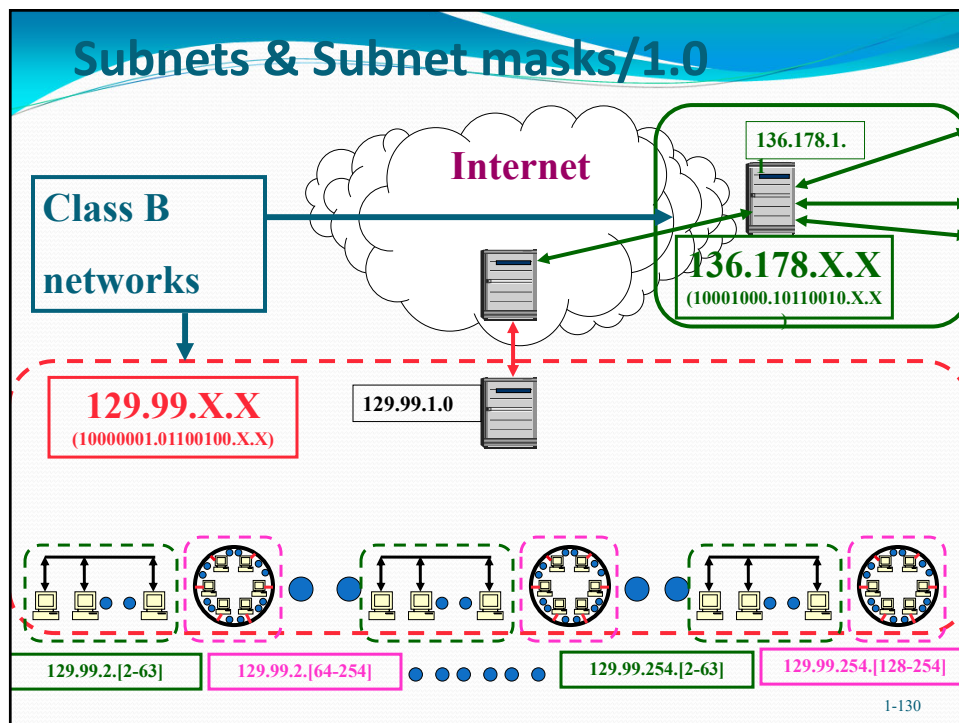 Subnets & Subnet masks/1.0
Internet
136.178.1.
1
Class B
networks
136.178.X.X
(10001000.10110010.X.X
)
129.99.X.X
(10000001.01100100.X.X)
129.99.1.0
129.99.2.[2-63]
129.99.2.[64-254]
129.99.254.[2-63]
129.99.254.[128-254]
1-130